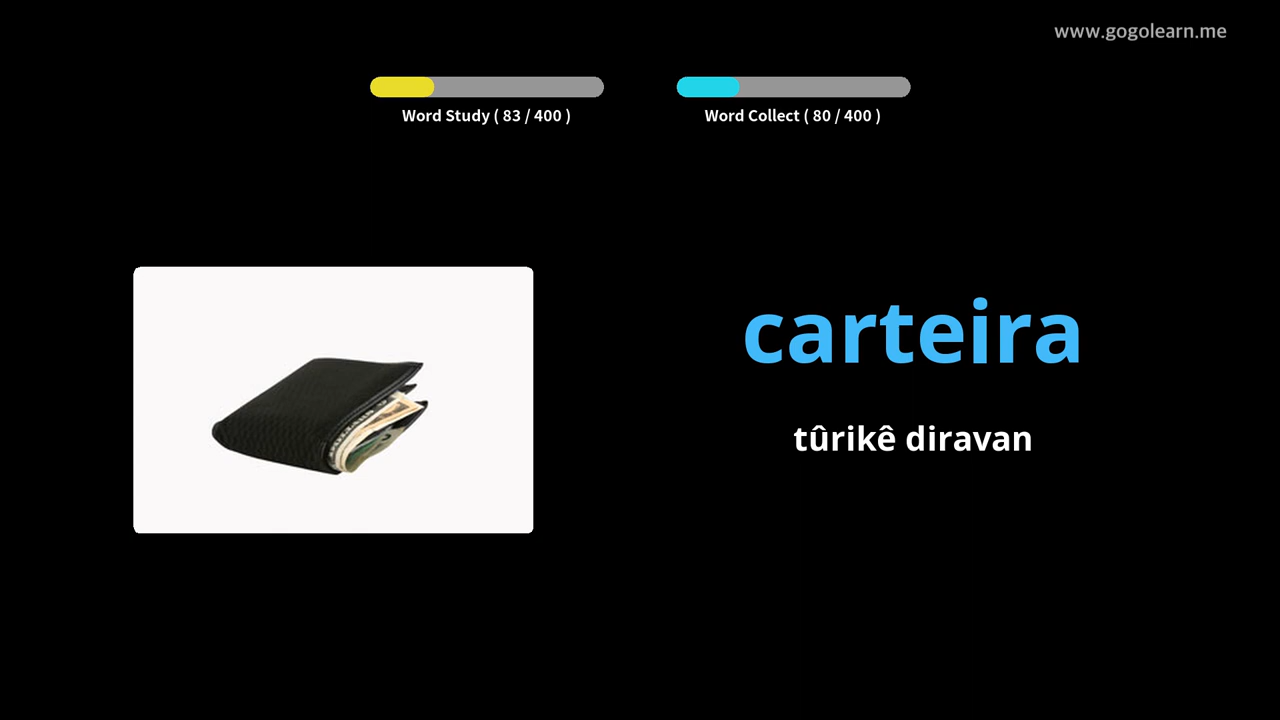 www.gogolearn.me
Word Study ( 83 / 400 )
Word Collect ( 80 / 400 )
carteira
tûrikê diravan